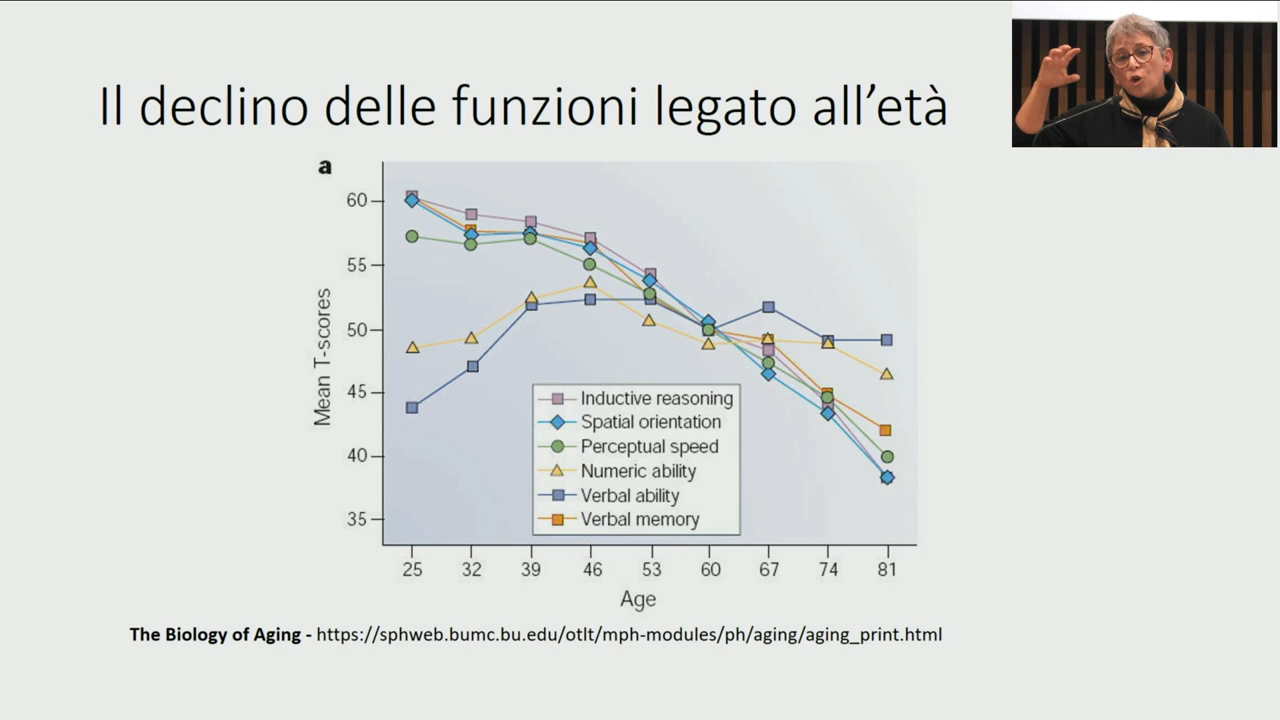 Il declino delle funzioni legato all’età
a
60
55
50
45
40
35
Mean T-scores
Inductive reasoning
Spatial orientation
Perceptual speed
Numeric ability
Verbal ability
Verbal memory
25 32 39 46 53 60 67 74 81
Age
The Biology of Aging - https://sphweb.bumc.bu.edu/otlt/mph-modules/ph/aging/aging_print.html